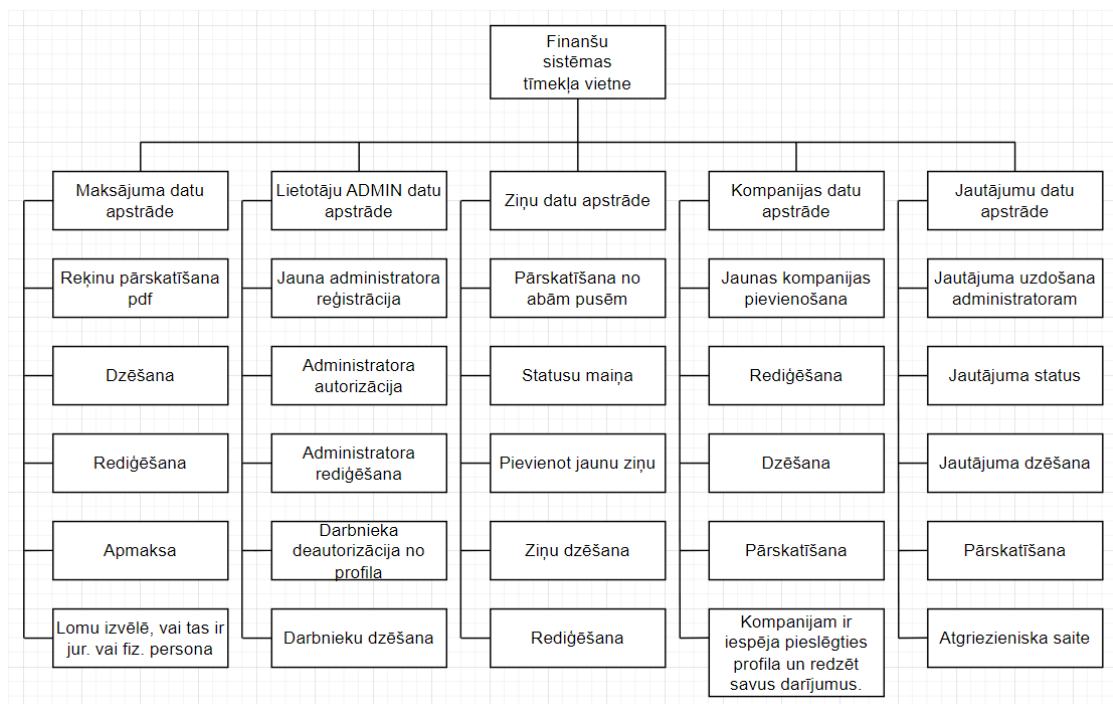 Finanšu
sistēmas
tīmekļa vietne
Maksājuma datu
apstrāde
Reķinu pārskatīšana
pdf
Dzēšana
Rediģēšana
Apmaksa
Lomu izvēlē, vai tas ir
jur. vai fiz. persona
Lietotāju ADMIN datu
apstrāde
Jauna administratora
reģistrācija
Administratora
autorizācija
Administratora
rediģēšana
Darbnieka
deautorizācija no
profila
Darbnieku dzēšana
Ziņu datu apstrāde
Pārskatīšana no
abām pusēm
Statusu maiņa
Pievienot jaunu ziņu
Ziņu dzēšana
Rediģēšana
Kompanijas datu
apstrāde
Jaunas kompanijas
pievienošana
Rediģēšana
Dzēšana
Pārskatīšana
Kompanijam ir
iespēja pieslēgties
profila un redzēt
savus darījumus.
Jautājumu datu
apstrāde
Jautājuma uzdošana
administratoram
Jautājuma status
Jautājuma dzēšana
Pārskatīšana
Atgriezieniska saite